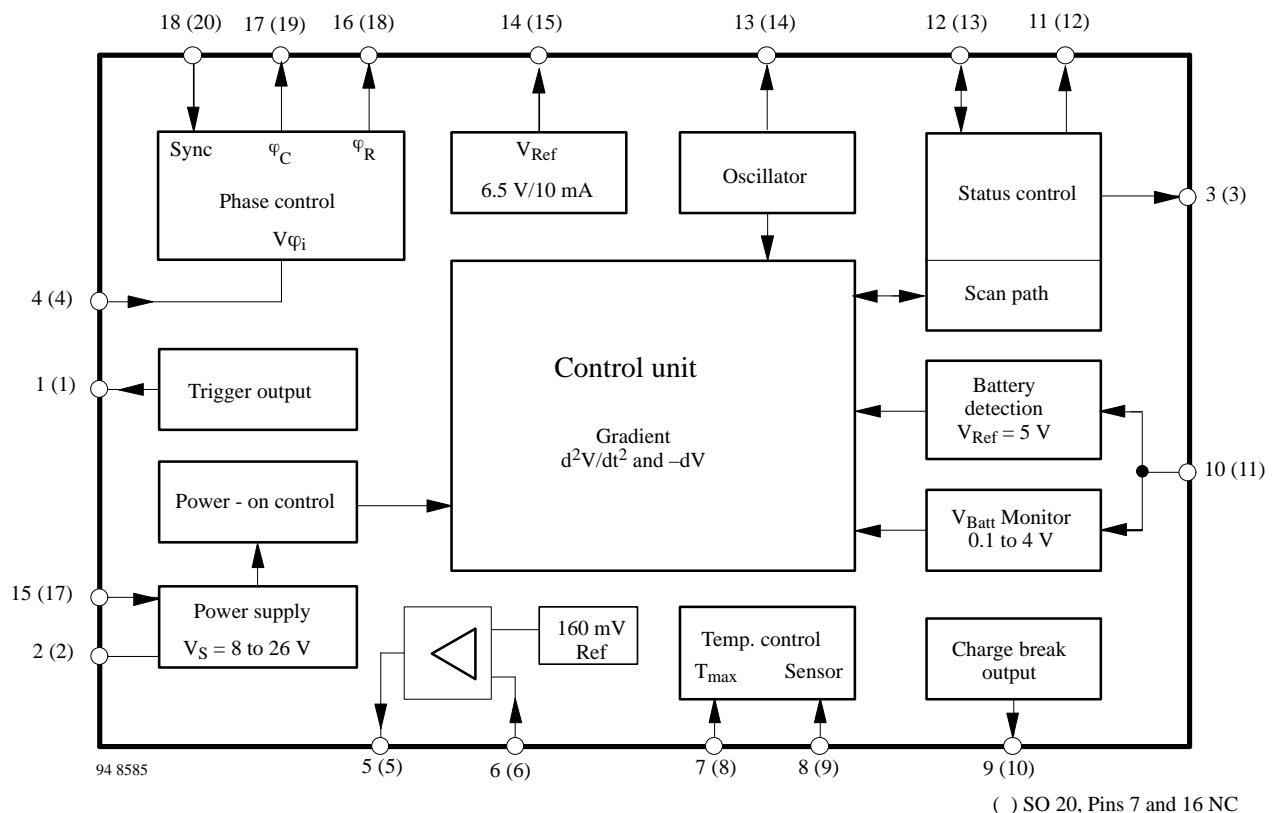 18 (20)
17 (19)
16 (18)
14 (15)
13 (14)
12 (13)
11 (12)
Sync
φC
φR
Phase control
Vφi
VRef
6.5 V/10 mA
Oscillator
Status control
Scan path
3 (3)
4 (4)
Control unit
Gradient
d²V/dt² and –dV
1 (1)
Trigger output
Battery
detection
VRef = 5 V
10 (11)
Power - on control
VBatt Monitor
0.1 to 4 V
15 (17)
Power supply
VS = 8 to 26 V
2 (2)
160 mV
Ref
Temp. control
Tmax
Sensor
Charge break
output
94 8585
5 (5)
6 (6)
7 (8)
8 (9)
9 (10)
( ) SO 20, Pins 7 and 16 NC